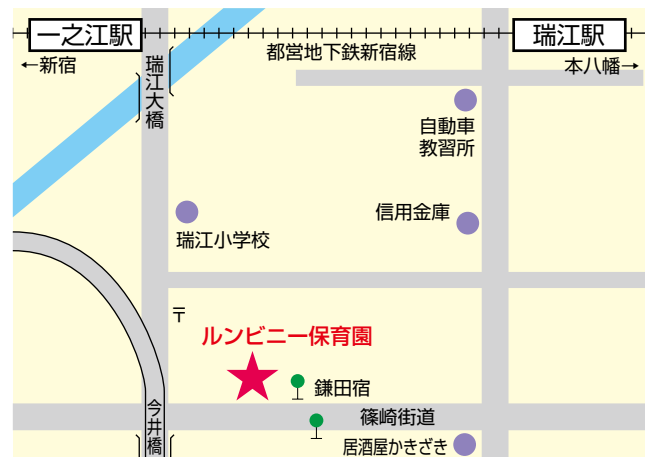 一之江駅
瑞江駅
都営地下鉄新宿線
←新宿
本八幡→
瑞江大橋
自動車
教習所
信用金庫
瑞江小学校
〒
ルンビニー保育園
鎌田宿
篠崎街道
今井橋
居酒屋かきざき